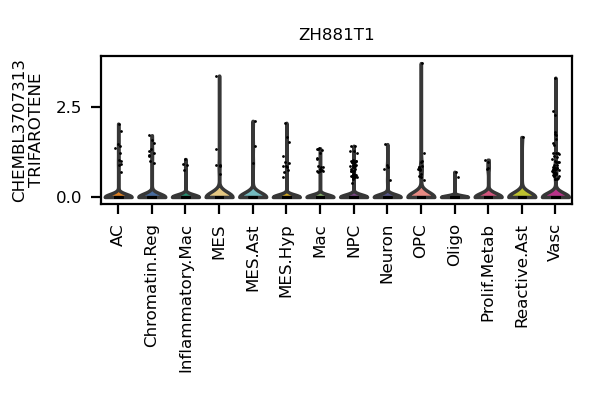 ZH881T1
CHEMBL3707313
TRIFAROTENE
2.5
0.0
AC
Chromatin.Reg
Inflammatory.Mac
MES
MES.Ast
MES.Hyp
Mac
NPC
Neuron
OPC
Oligo
Prolif.Metab
Reactive.Ast
Vasc